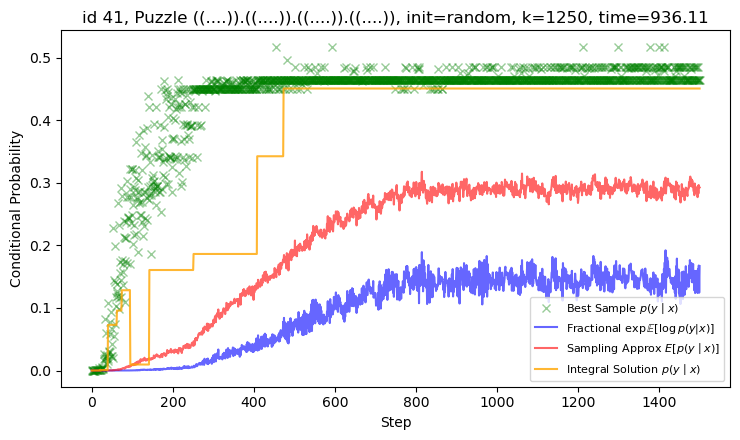 id 41, Puzzle ((....)).((....)).((....)).((....)), init=random, k=1250, time=936.11
Conditional Probability
0.5
0.4
0.3
0.2
0.1
0.0
Best Sample p(y | x)
Fractional exp𝔼[log p(y|x)]
Sampling Approx E[p(y | x)]
Integral Solution p(y | x)
0 200 400 600 800 1000 1200 1400
Step